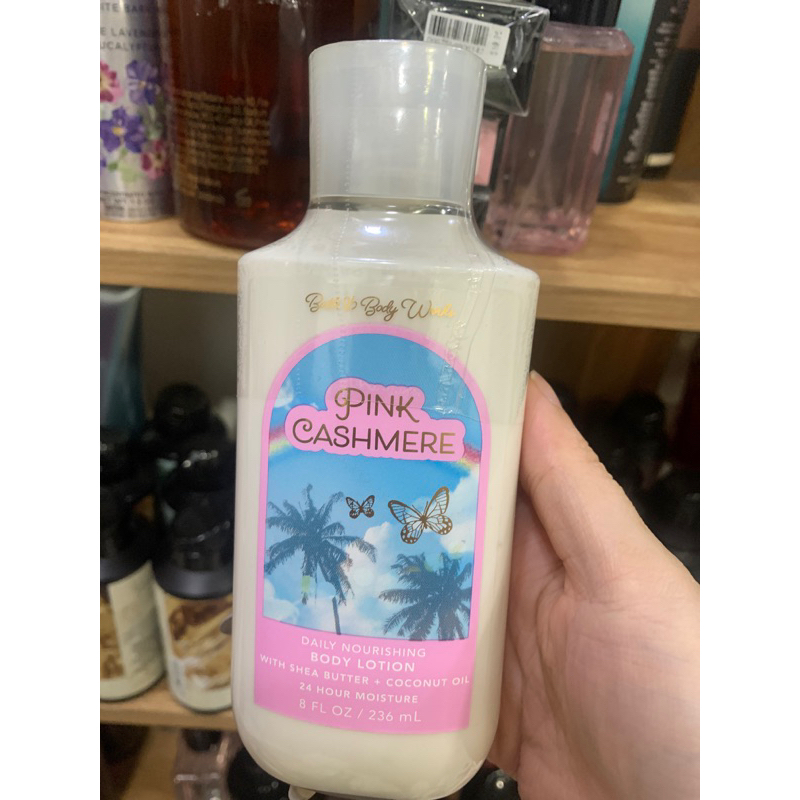 Bath & Body Works
PINK
CASHMERE
DAILY NOURISHING
BODY LOTION
WITH SHEA BUTTER + COCONUT OIL
24 HOUR MOISTURE
8 FL OZ / 236 mL